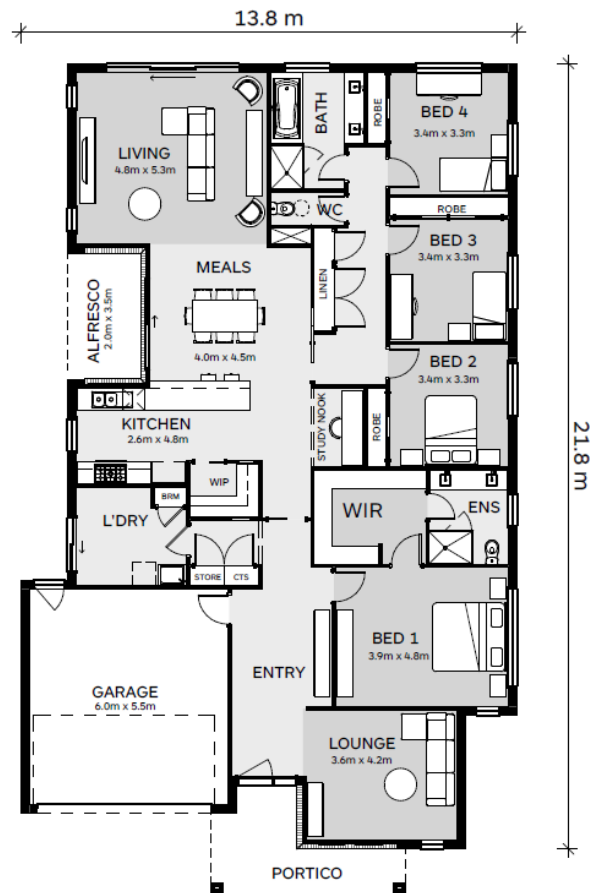 13.8 m
LIVING
4.8m x 5.3m
BATH
ROBE
BED 4
3.4m x 3.3m
WC
ROBE
MEALS
4.0m x 4.5m
LINEN
BED 3
3.4m x 3.3m
ALFRESCO
2.0m x 3.5m
BED 2
3.4m x 3.3m
KITCHEN
2.6m x 4.8m
STUDY NOOK
ROBE
21.8 m
WIP
BRM
L'DRY
WIR
ENS
STORE
CTS
BED 1
3.9m x 4.8m
ENTRY
GARAGE
6.0m x 5.5m
LOUNGE
3.6m x 4.2m
PORTICO